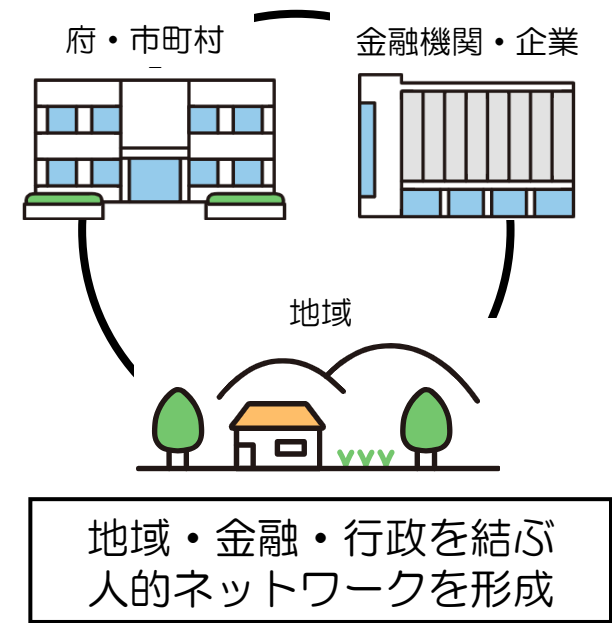 府・市町村
金融機関・企業
地域
地域・金融・行政を結ぶ
人的ネットワークを形成